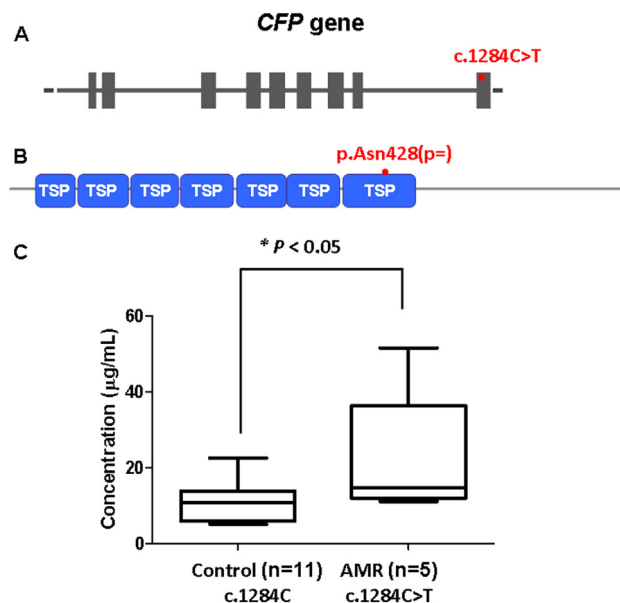 CFP gene
A
c.1284C>T
B
p.Asn428(p=)
TSP TSP TSP TSP TSP TSP TSP
C
* P < 0.05
Concentration (µg/mL)
60
40
20
0
Control (n=11) AMR (n=5)
c.1284C c.1284C>T